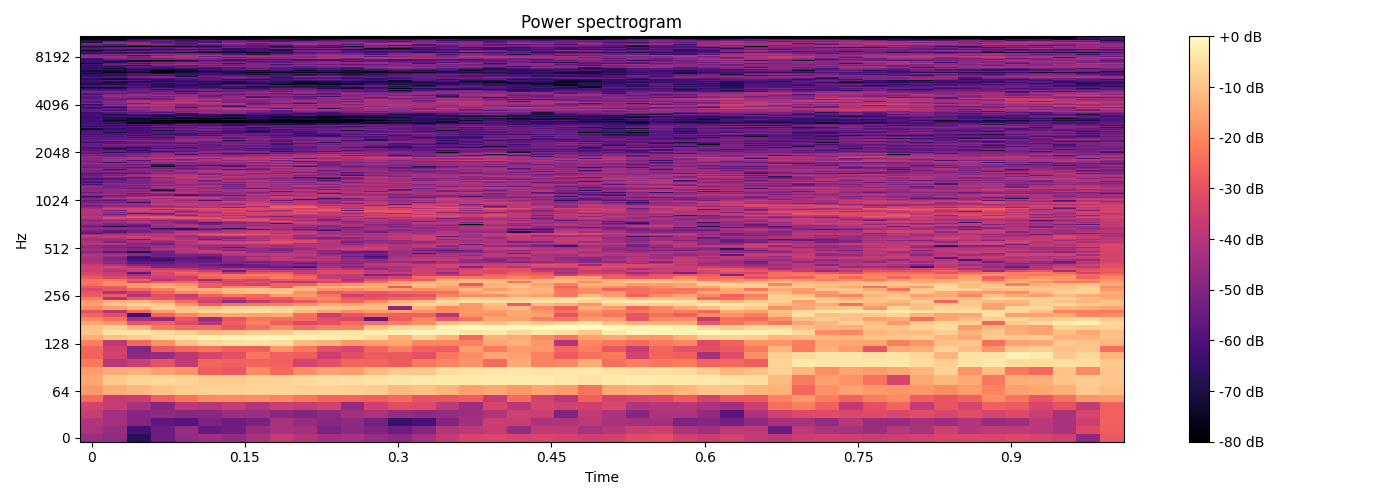 Power spectrogram
Hz
8192
4096
2048
1024
512
256
128
64
0
0 0.15 0.3 0.45 0.6 0.75 0.9
Time
+0 dB
-10 dB
-20 dB
-30 dB
-40 dB
-50 dB
-60 dB
-70 dB
-80 dB